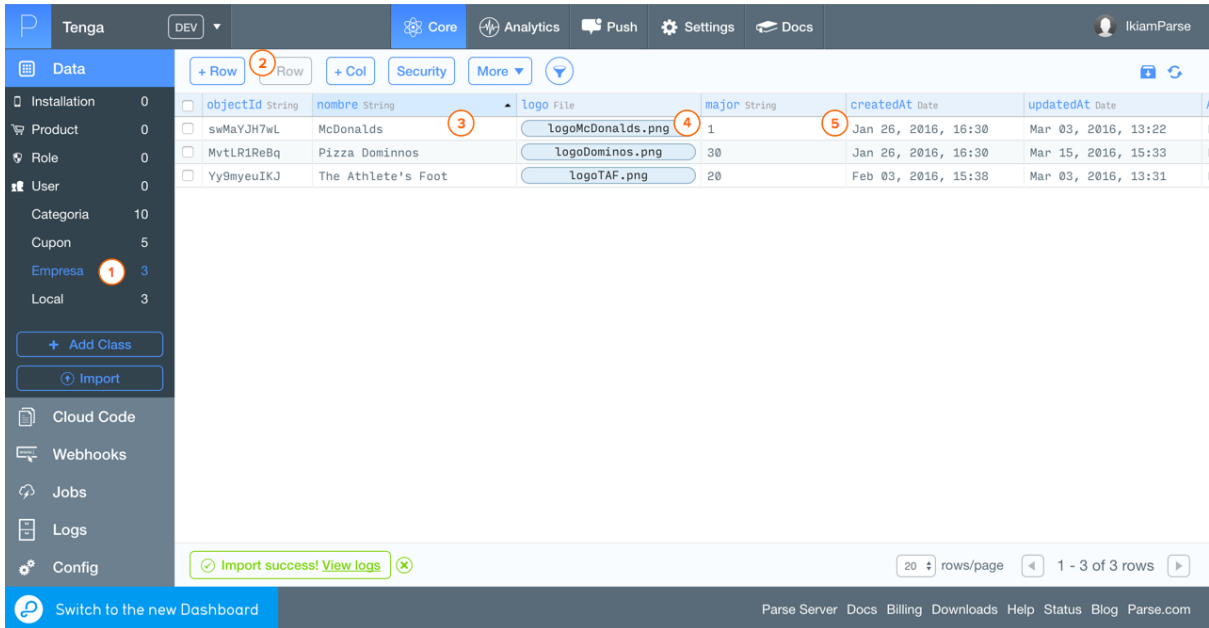 Tenga DEV Core Analytics Push Settings Docs IkiamParse
Data
Installation 0
Product 0
Role 0
User 0
Categoria 10
Cupon 5
Empresa 1 3
Local 3
+ Add Class
Import
Cloud Code
Webhooks
Jobs
Logs
Config
Switch to the new Dashboard
+ Row 2 Row + Col Security More
objectId String nombre String logo File major String createdAt Date updatedAt Date
swMaYJH7wL McDonalds 3 logoMcDonalds.png 4 1 5 Jan 26, 2016, 16:30 Mar 03, 2016, 13:22
MvtLR1ReBq Pizza Dominnos logoDominos.png 30 Jan 26, 2016, 16:30 Mar 15, 2016, 15:33
Yy9myeuIKJ The Athlete's Foot logoTAF.png 20 Feb 03, 2016, 15:38 Mar 03, 2016, 13:31
Import success! View logs 20 rows/page 1 - 3 of 3 rows
Parse Server Docs Billing Downloads Help Status Blog Parse.com